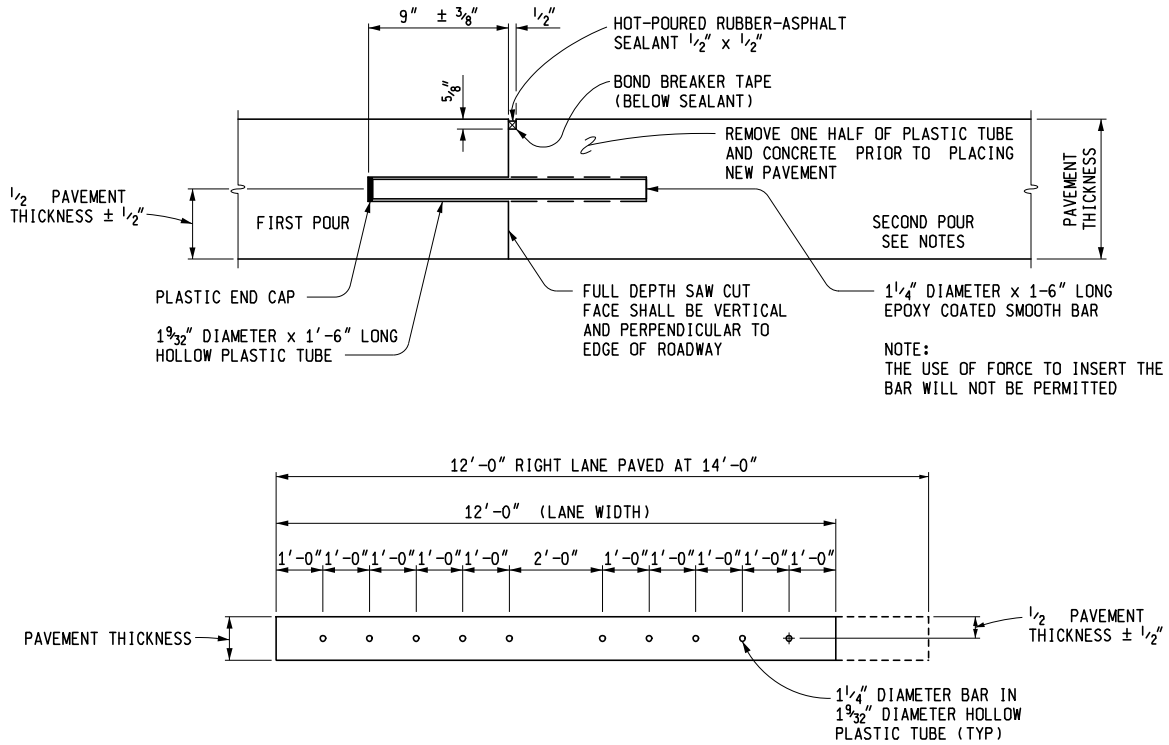 9" ± 3/8"
1/2"
HOT-POURED RUBBER-ASPHALT
SEALANT 1/2" x 1/2"
5/8"
BOND BREAKER TAPE
(BELOW SEALANT)
REMOVE ONE HALF OF PLASTIC TUBE
AND CONCRETE PRIOR TO PLACING
NEW PAVEMENT
1/2 PAVEMENT
THICKNESS ± 1/2"
FIRST POUR
SECOND POUR
SEE NOTES
PAVEMENT
THICKNESS
PLASTIC END CAP
1 9/32" DIAMETER x 1'-6" LONG
HOLLOW PLASTIC TUBE
FULL DEPTH SAW CUT
FACE SHALL BE VERTICAL
AND PERPENDICULAR TO
EDGE OF ROADWAY
1 1/4" DIAMETER x 1-6" LONG
EPOXY COATED SMOOTH BAR
NOTE:
THE USE OF FORCE TO INSERT THE
BAR WILL NOT BE PERMITTED
12'-0" RIGHT LANE PAVED AT 14'-0"
12'-0" (LANE WIDTH)
1'-0" 1'-0" 1'-0" 1'-0" 1'-0" 2'-0" 1'-0" 1'-0" 1'-0" 1'-0" 1'-0"
PAVEMENT THICKNESS
1/2 PAVEMENT
THICKNESS ± 1/2"
1 1/4" DIAMETER BAR IN
1 9/32" DIAMETER HOLLOW
PLASTIC TUBE (TYP)